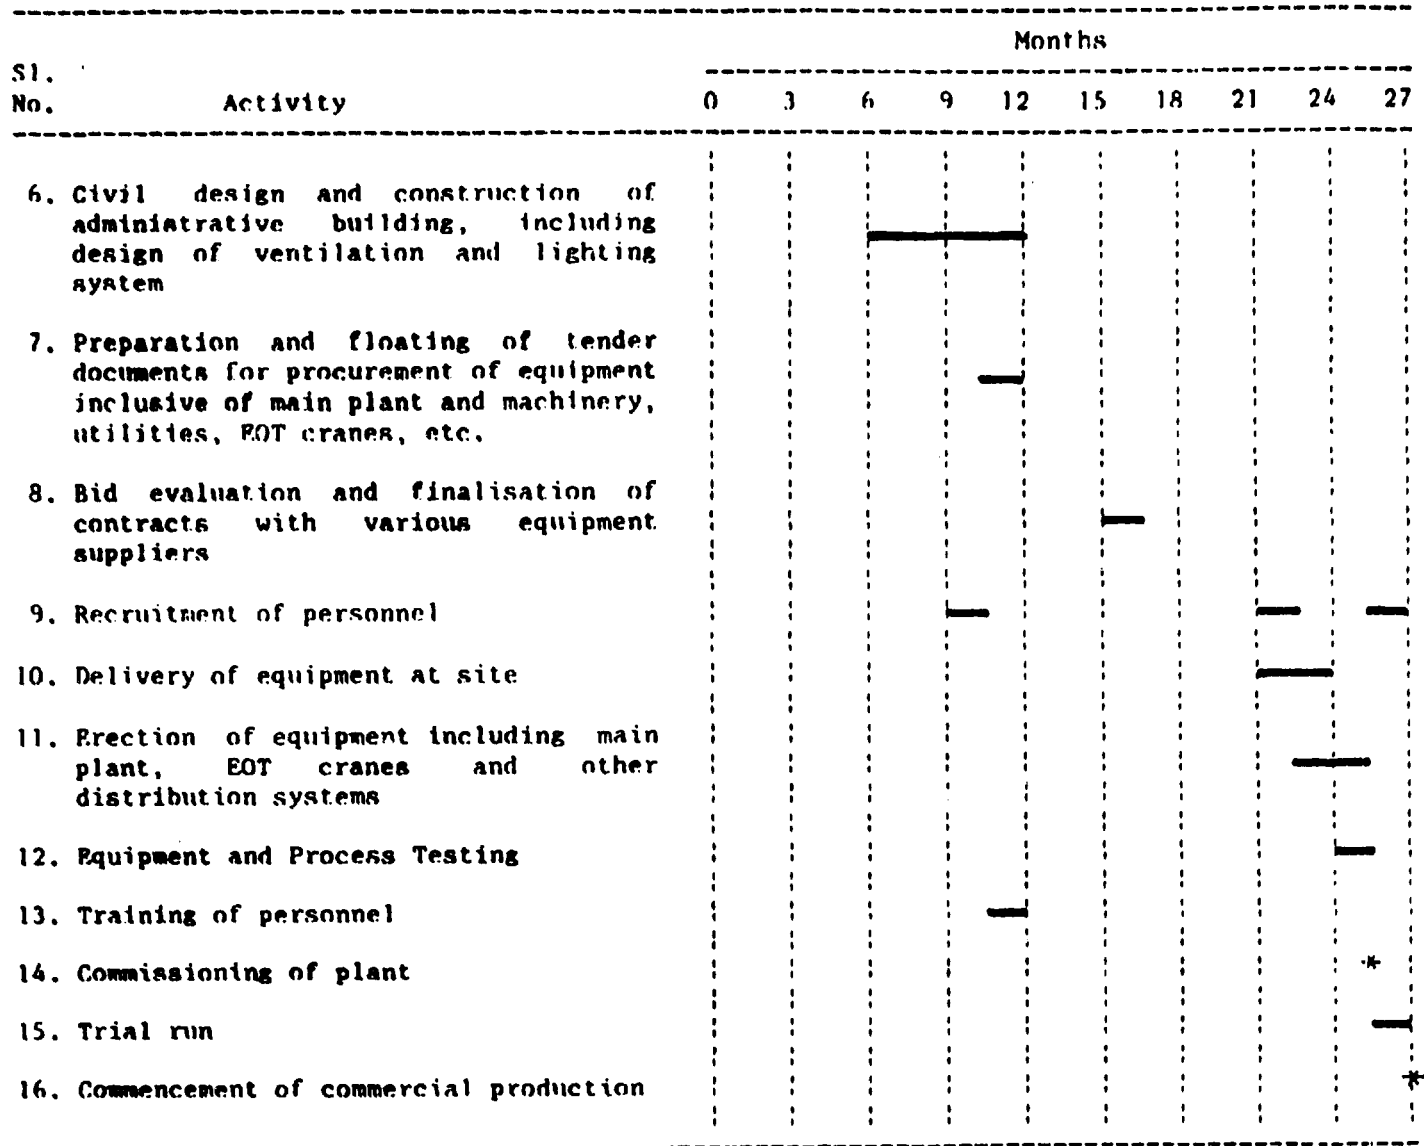 Months
Sl.
No. Activity 0 3 6 9 12 15 18 21 24 27
6. Civil design and construction of
administrative building, including
design of ventilation and lighting
system
7. Preparation and floating of tender
documents for procurement of equipment
inclusive of main plant and machinery,
utilities, EOT cranes, etc.
8. Bid evaluation and finalisation of
contracts with various equipment
suppliers
9. Recruitment of personnel
10. Delivery of equipment at site
11. Erection of equipment including main
plant, EOT cranes and other
distribution systems
12. Equipment and Process Testing
13. Training of personnel
14. Commissioning of plant
15. Trial run
16. Commencement of commercial production